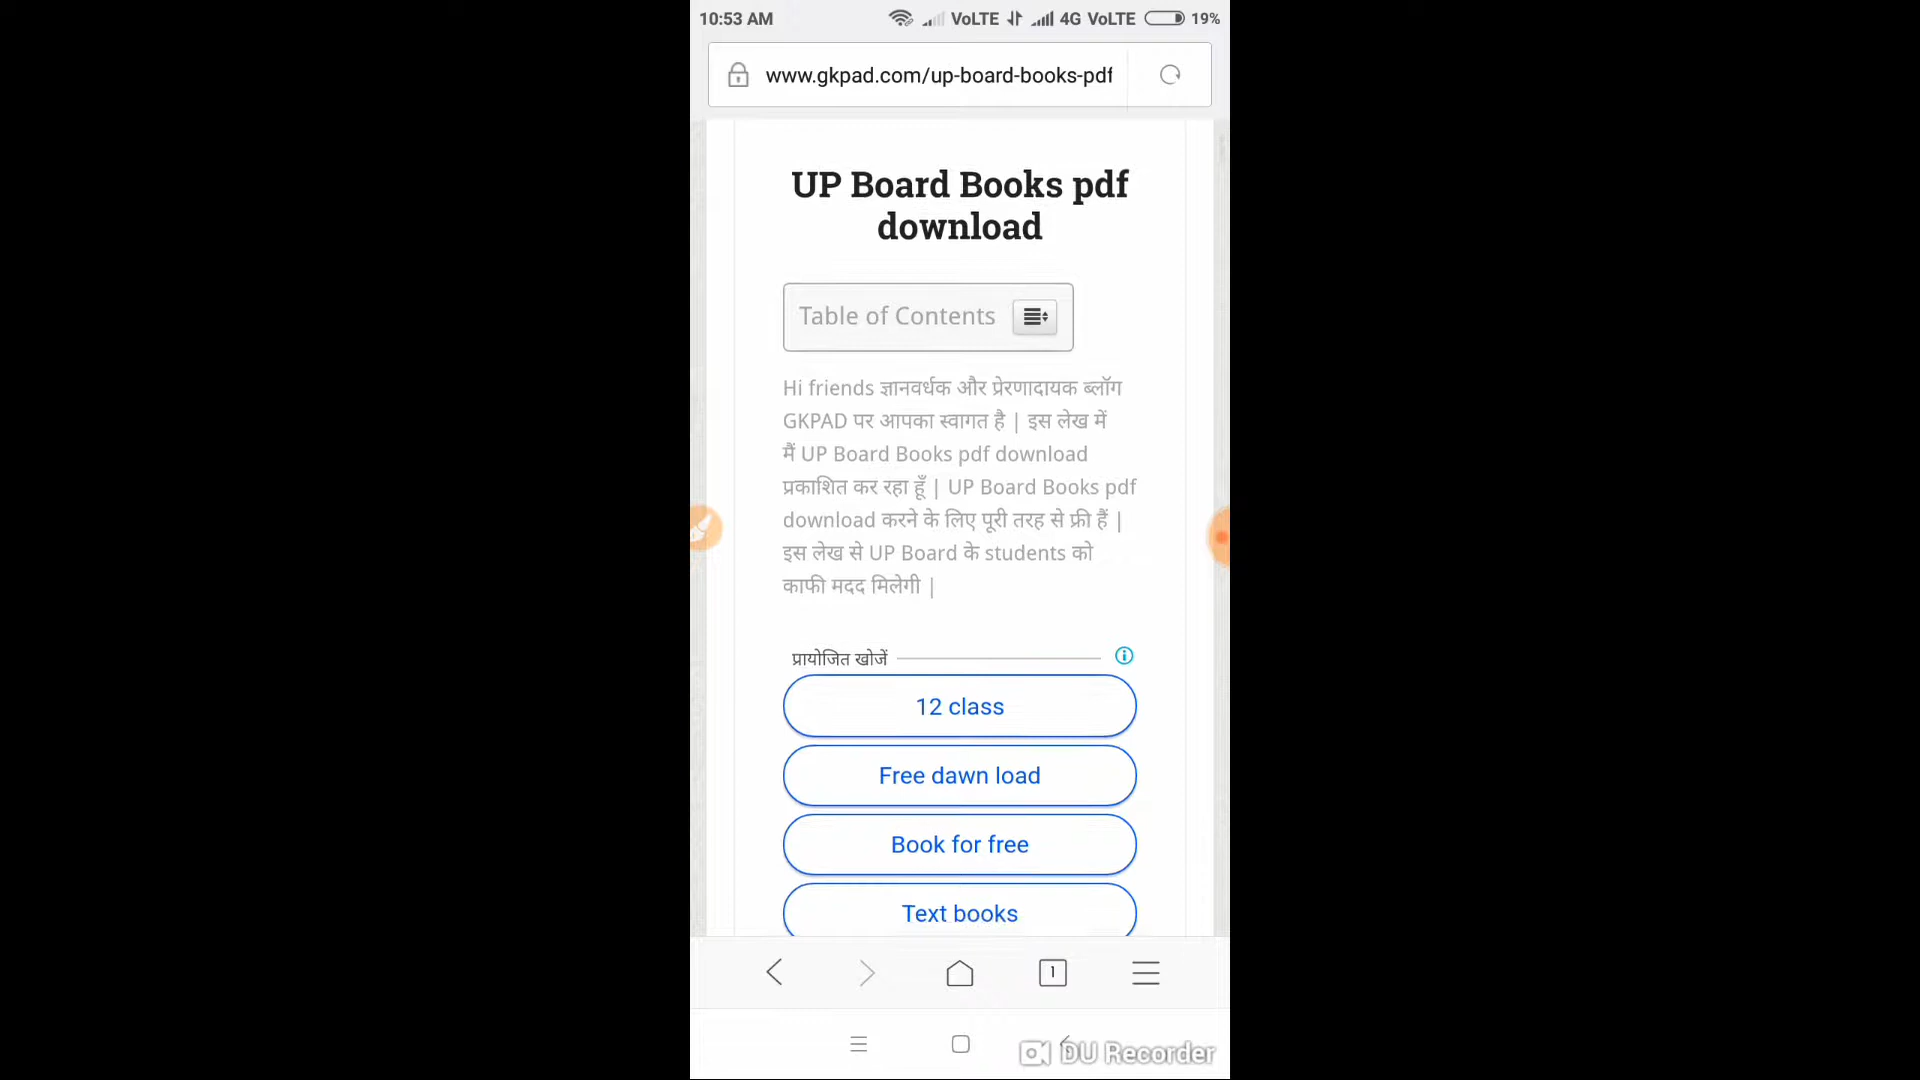 10:53 AM VoLTE 4G VoLTE 19%
www.gkpad.com/up-board-books-pdf
UP Board Books pdf
download
Table of Contents
Hi friends ज्ञानवर्धक और प्रेरणादायक ब्लॉग
GKPAD पर आपका स्वागत है | इस लेख में
मैं UP Board Books pdf download
प्रकाशित कर रहा हूँ | UP Board Books pdf
download करने के लिए पूरी तरह से फ्री हैं |
इस लेख से UP Board के students को
काफी मदद मिलेगी |
प्रायोजित खोजें
12 class
Free dawn load
Book for free
Text books
1
DU Recorder